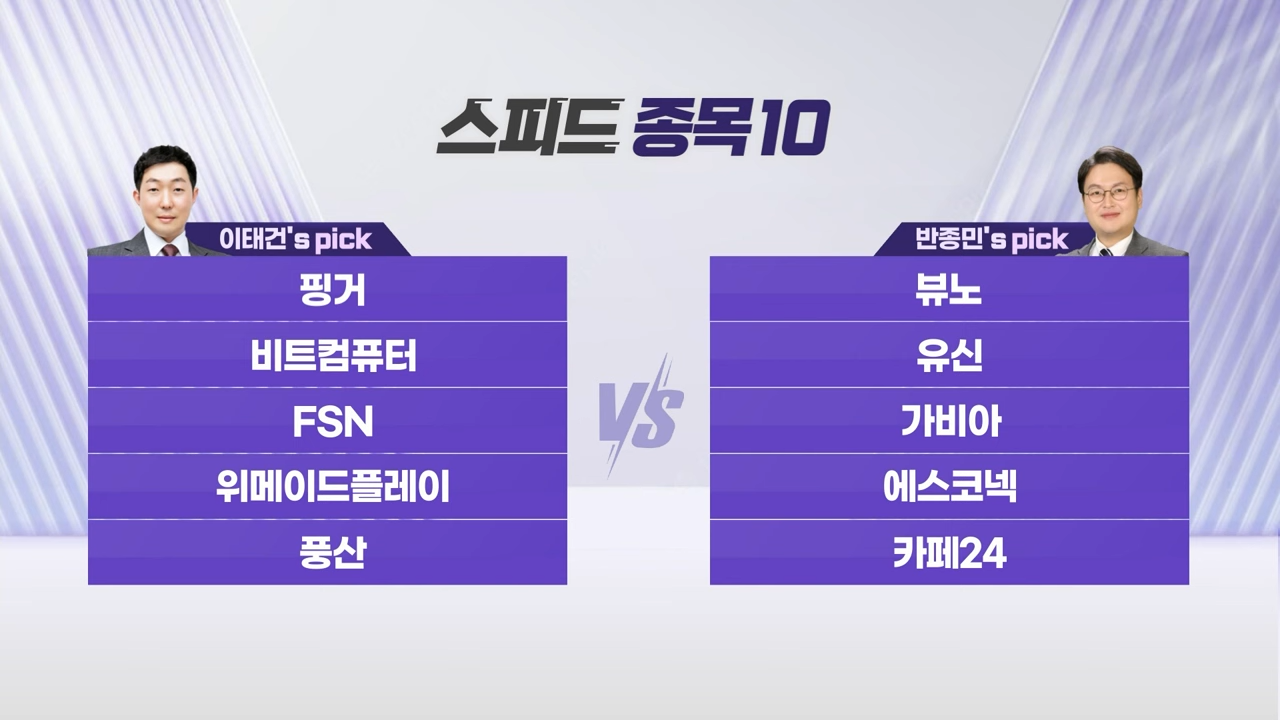 스피드 종목10
이태건's pick
핑거
비트컴퓨터
FSN
위메이드플레이
풍산
VS
반종민's pick
뷰노
유신
가비아
에스코넥
카페24